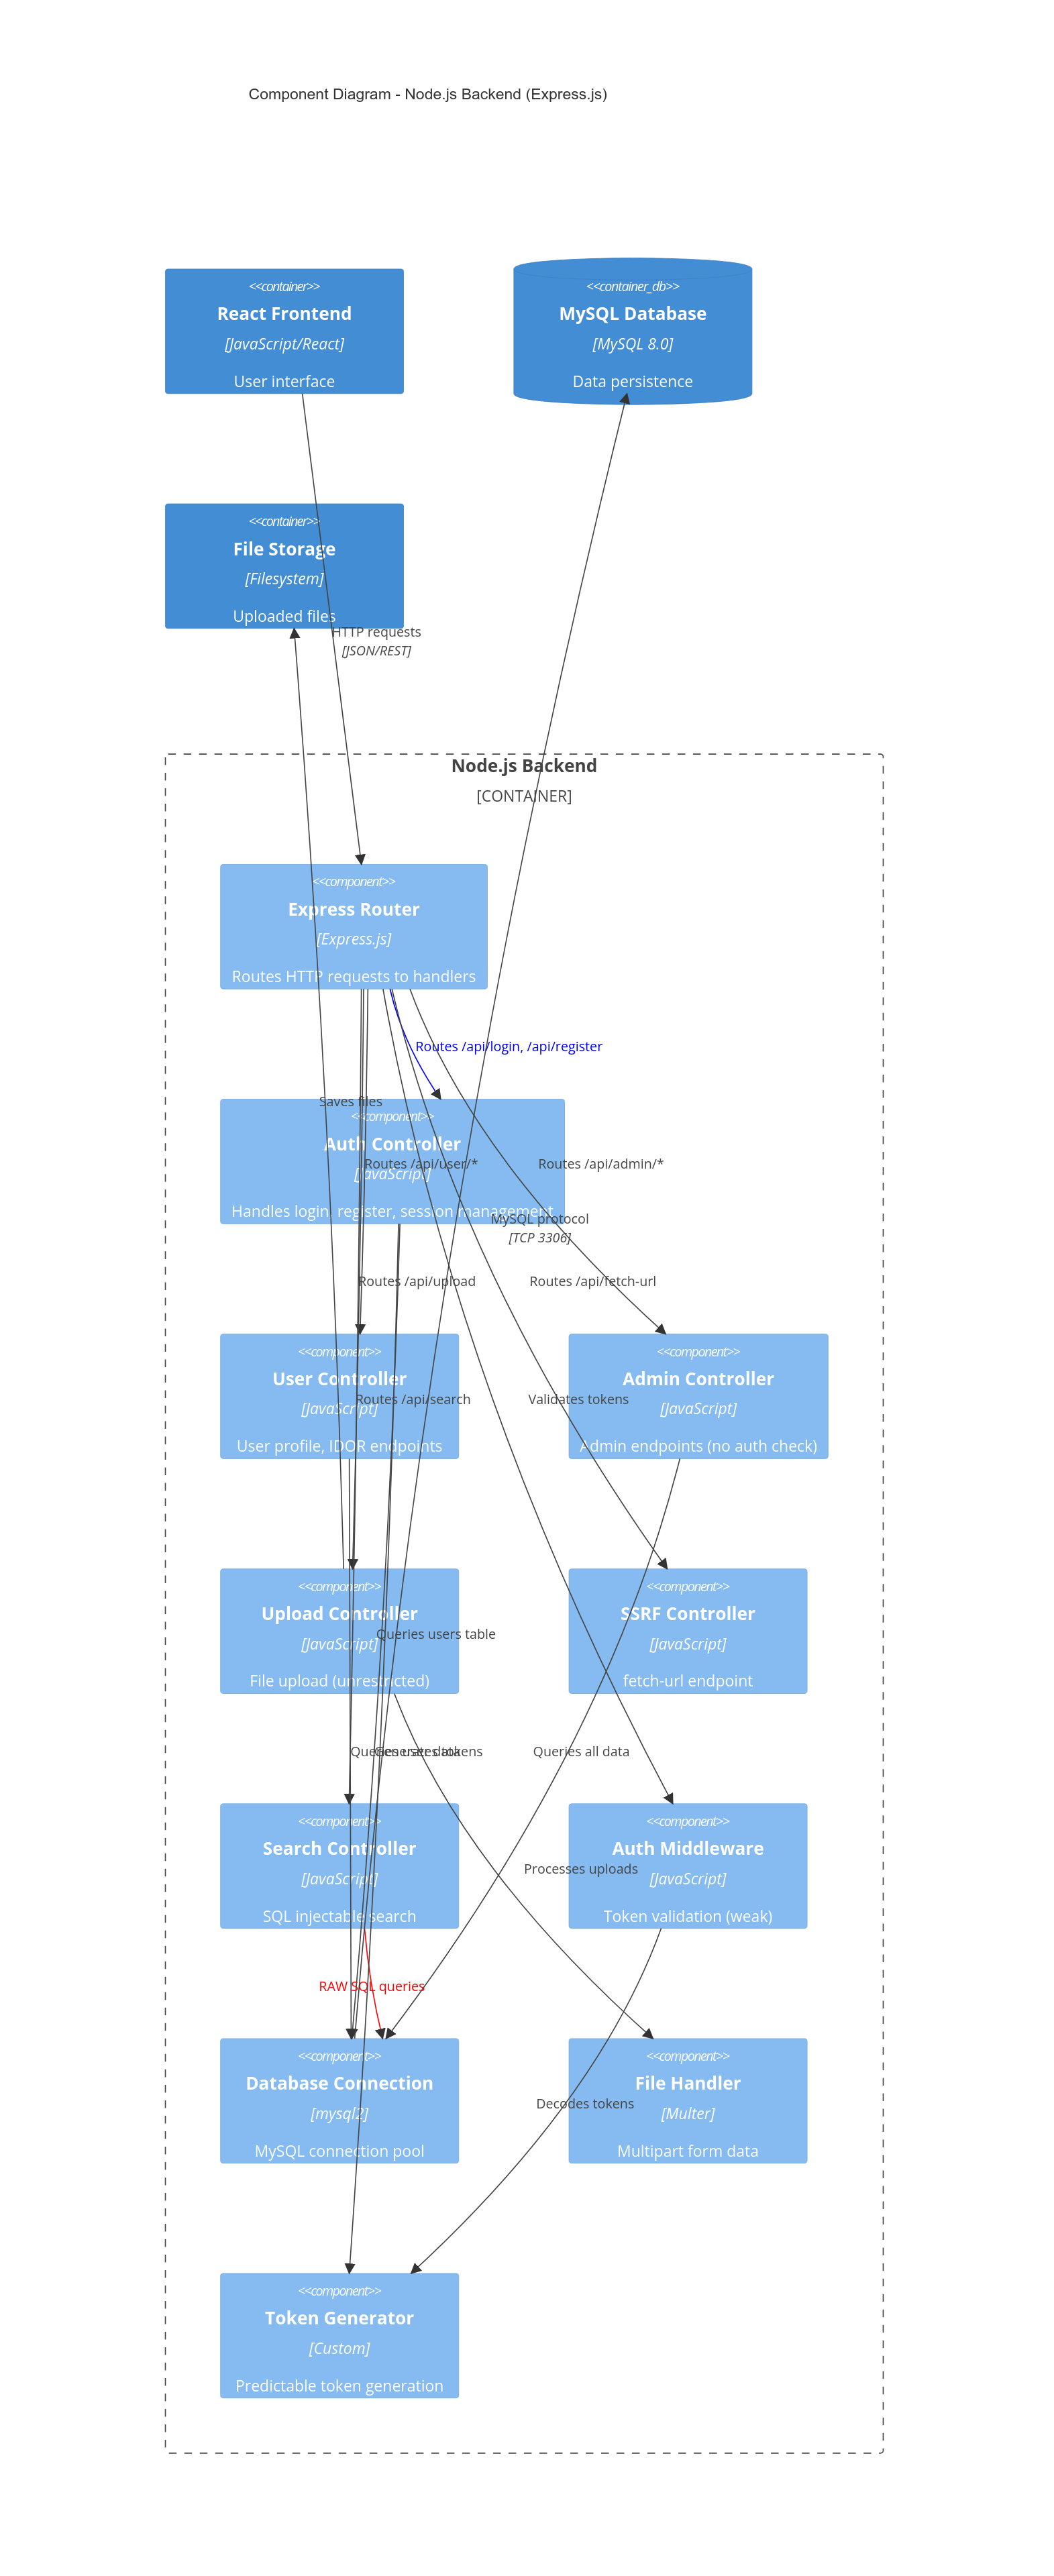 Component Diagram - Node.js Backend (Express.js)
<<container>>
React Frontend
[JavaScript/React]
User interface
<<container_db>>
MySQL Database
[MySQL 8.0]
Data persistence
<<container>>
File Storage
[Filesystem]
Uploaded files
HTTP requests
[JSON/REST]
Node.js Backend
[CONTAINER]
<<component>>
Express Router
[Express.js]
Routes HTTP requests to handlers
Routes /api/login, /api/register
Saves files
<<component>>
Auth Controller
[JavaScript]
Handles login, register, session management
Routes /api/user/*
Routes /api/admin/*
MySQL protocol
[TCP 3306]
Routes /api/upload
Routes /api/fetch-url
<<component>>
User Controller
[JavaScript]
User profile, IDOR endpoints
Routes /api/search
Validates tokens
<<component>>
Admin Controller
[JavaScript]
Admin endpoints (no auth check)
<<component>>
Upload Controller
[JavaScript]
File upload (unrestricted)
Queries users table
<<component>>
SSRF Controller
[JavaScript]
fetch-url endpoint
Queries user data
Generates tokens
Queries all data
<<component>>
Search Controller
[JavaScript]
SQL injectable search
<<component>>
Auth Middleware
[JavaScript]
Token validation (weak)
Processes uploads
RAW SQL queries
<<component>>
Database Connection
[mysql2]
MySQL connection pool
<<component>>
File Handler
[Multer]
Multipart form data
Decodes tokens
<<component>>
Token Generator
[Custom]
Predictable token generation